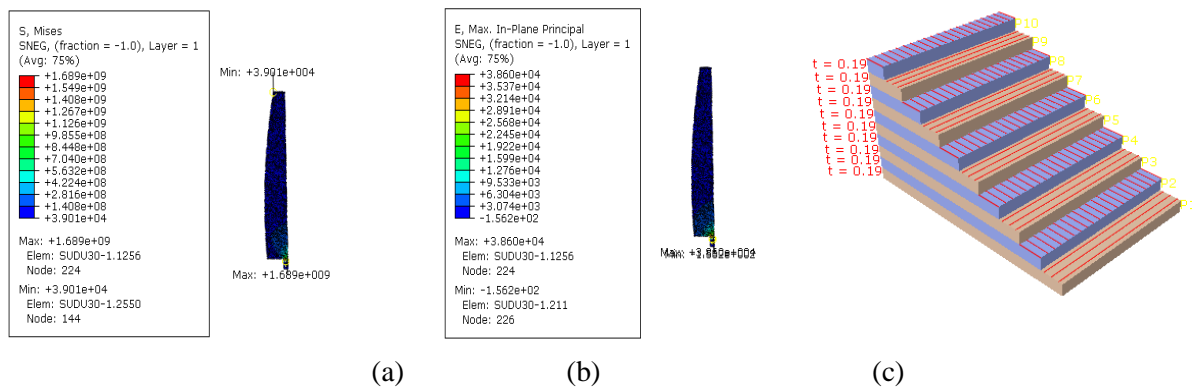 S, Mises
SNEG, (fraction = -1.0), Layer = 1
(Avg: 75%)
+1.689e+09
+1.549e+09
+1.408e+09
+1.267e+09
+1.126e+09
+9.855e+08
+8.448e+08
+7.040e+08
+5.632e+08
+4.224e+08
+2.816e+08
+1.408e+08
+3.901e+04
Max: +1.689e+09
Elem: SUDU30-1.1256
Node: 224
Min: +3.901e+04
Elem: SUDU30-1.2550
Node: 144
Min: +3.901e+004
Max: +1.689e+009
E, Max. In-Plane Principal
SNEG, (fraction = -1.0), Layer = 1
(Avg: 75%)
+3.860e+04
+3.537e+04
+3.214e+04
+2.891e+04
+2.568e+04
+2.245e+04
+1.922e+04
+1.599e+04
+1.276e+04
+9.533e+03
+6.304e+03
+3.074e+03
-1.562e+02
Max: +3.860e+04
Elem: SUDU30-1.1256
Node: 224
Min: -1.562e+02
Elem: SUDU30-1.211
Node: 226
P10
P9
P8
P7
P6
P5
P4
P3
P2
t = 0.19
t = 0.19
t = 0.19
t = 0.19
t = 0.19
t = 0.19
t = 0.19
t = 0.19
t = 0.19
t = 0.19
(a)
(b)
(c)